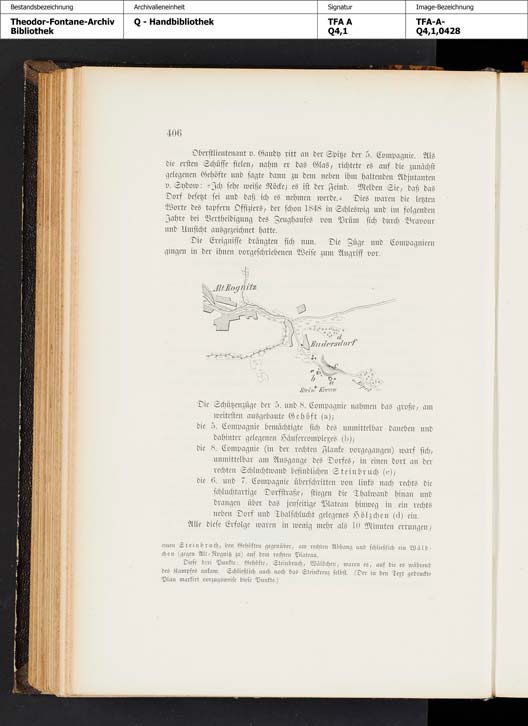 Bestandsbezeichnung
Archivalieneinheit
Signatur
Image-Bezeichnung
Theodor-Fontane-Archiv
Bibliothek
Q - Handbibliothek
TFA A
Q4,1
TFA-A-
Q4,1,0428
406
Oberstlieutenant v. Gaudy ritt an der Spitze der 5. Compagnie. Als
die ersten Schüsse fielen, nahm er das Glas, richtete es auf die zunächst
gelegenen Gehöfte und sagte dann zu dem neben ihm haltenden Adjutanten
v. Sydow: »Ich sehe weiße Röcke; es ist der Feind. Melden Sie, daß das
Dorf besetzt sei und daß ich es nehmen werde.« Dies waren die letzten
Worte des tapfern Offiziers, der schon 1848 in Schleswig und im folgenden
Jahre bei Vertheidigung des Zeughauses von Prüm sich durch Bravour
und Umsicht ausgezeichnet hatte.
Die Ereignisse drängten sich nun. Die Züge und Compagnieen
gingen in der ihnen vorgeschriebenen Weise zum Angriff vor.
Alt Rognitz
d
Rudersdorf
c
b
a
Die Schützenzüge der 5. und 8. Compagnie nahmen das große, am
weitesten ausgebaute Gehöft (a);
die 5. Compagnie bemächtigte sich des unmittelbar daneben und
dahinter gelegenen Häusercomplexes (b);
die 8. Compagnie (in der rechten Flanke vorgegangen) warf sich,
unmittelbar am Ausgange des Dorfes, in einen dort an der
rechten Schluchtwand befindlichen Steinbruch (c);
die 6. und 7. Compagnie überschritten von links nach rechts die
schluchtartige Dorfstraße, stiegen die Thalwand hinan und
drangen über das jenseitige Plateau hinweg in ein rechts
neben Dorf und Thalschlucht gelegenes Hölzchen (d) ein.
Alle diese Erfolge waren in wenig mehr als 10 Minuten errungen;
einen Steinbruch, den Gehöften gegenüber, am rechten Abhang und schließlich ein Wäld-
chen (gegen Alt-Rognitz zu) auf dem rechten Plateau.
Diese drei Punkte: Gehöfte, Steinbruch, Wäldchen, waren es, auf die es während
des Kampfes ankam. Schließlich auch noch das Steinkreuz selbst. (Der in den Text gedruckte
Plan markirt vorzugsweise diese Punkte.)